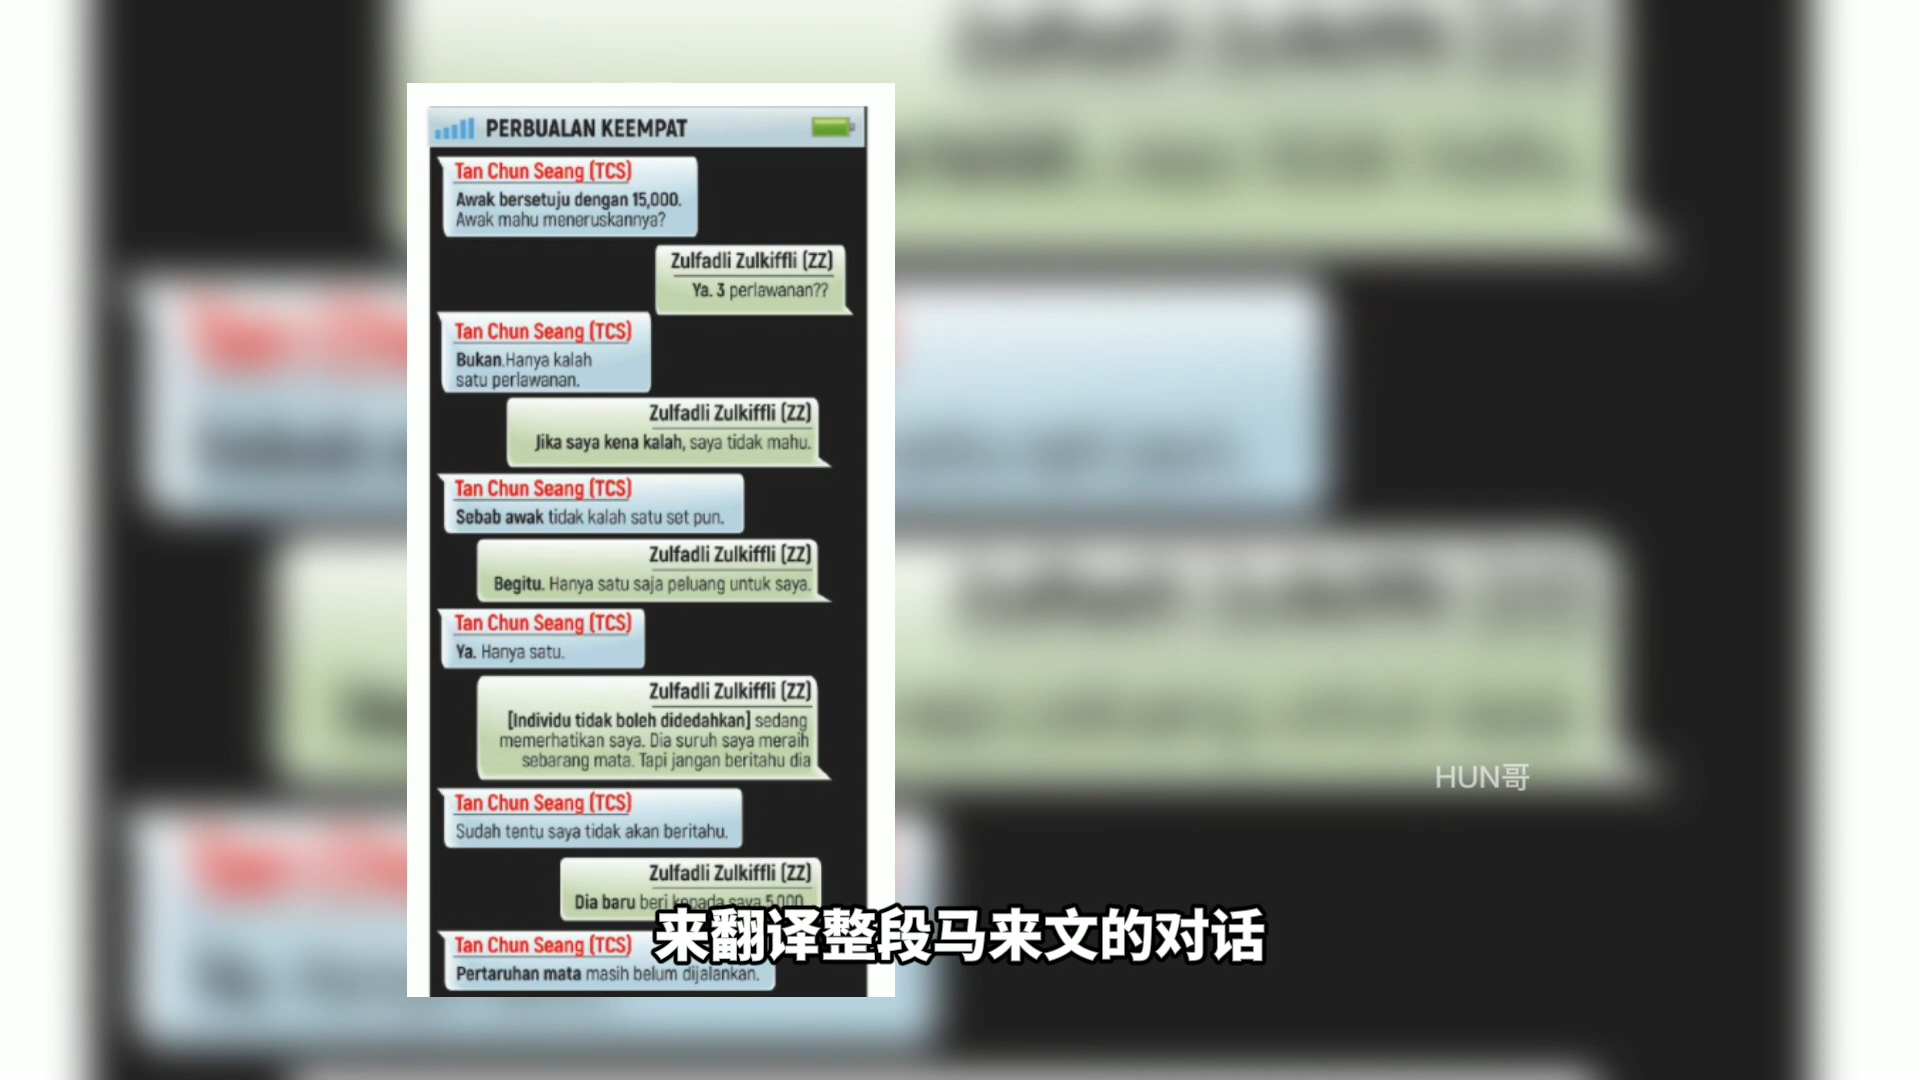 PERBUALAN KEEMPAT
Tan Chun Seang (TCS)
Awak bersetuju dengan 15,000.
Awak mahu meneruskannya?
Zulfadli Zulkiffli (ZZ)
Ya. 3 perlawanan??
Tan Chun Seang (TCS)
Bukan.Hanya kalah
satu perlawanan.
Zulfadli Zulkiffli (ZZ)
Jika saya kena kalah, saya tidak mahu.
Tan Chun Seang (TCS)
Sebab awak tidak kalah satu set pun.
Zulfadli Zulkiffli (ZZ)
Begitu. Hanya satu saja peluang untuk saya.
Tan Chun Seang (TCS)
Ya. Hanya satu.
Zulfadli Zulkiffli (ZZ)
[Individu tidak boleh didedahkan] sedang
memerhatikan saya. Dia suruh saya meraih
sebarang mata. Tapi jangan beritahu dia
Tan Chun Seang (TCS)
Sudah tentu saya tidak akan beritahu.
Zulfadli Zulkiffli (ZZ)
Dia baru beri kepada saya 5,000
Tan Chun Seang (TCS)
Pertaruhan mata masih belum dijalankan.
来翻译整段马来文的对话
HUN哥